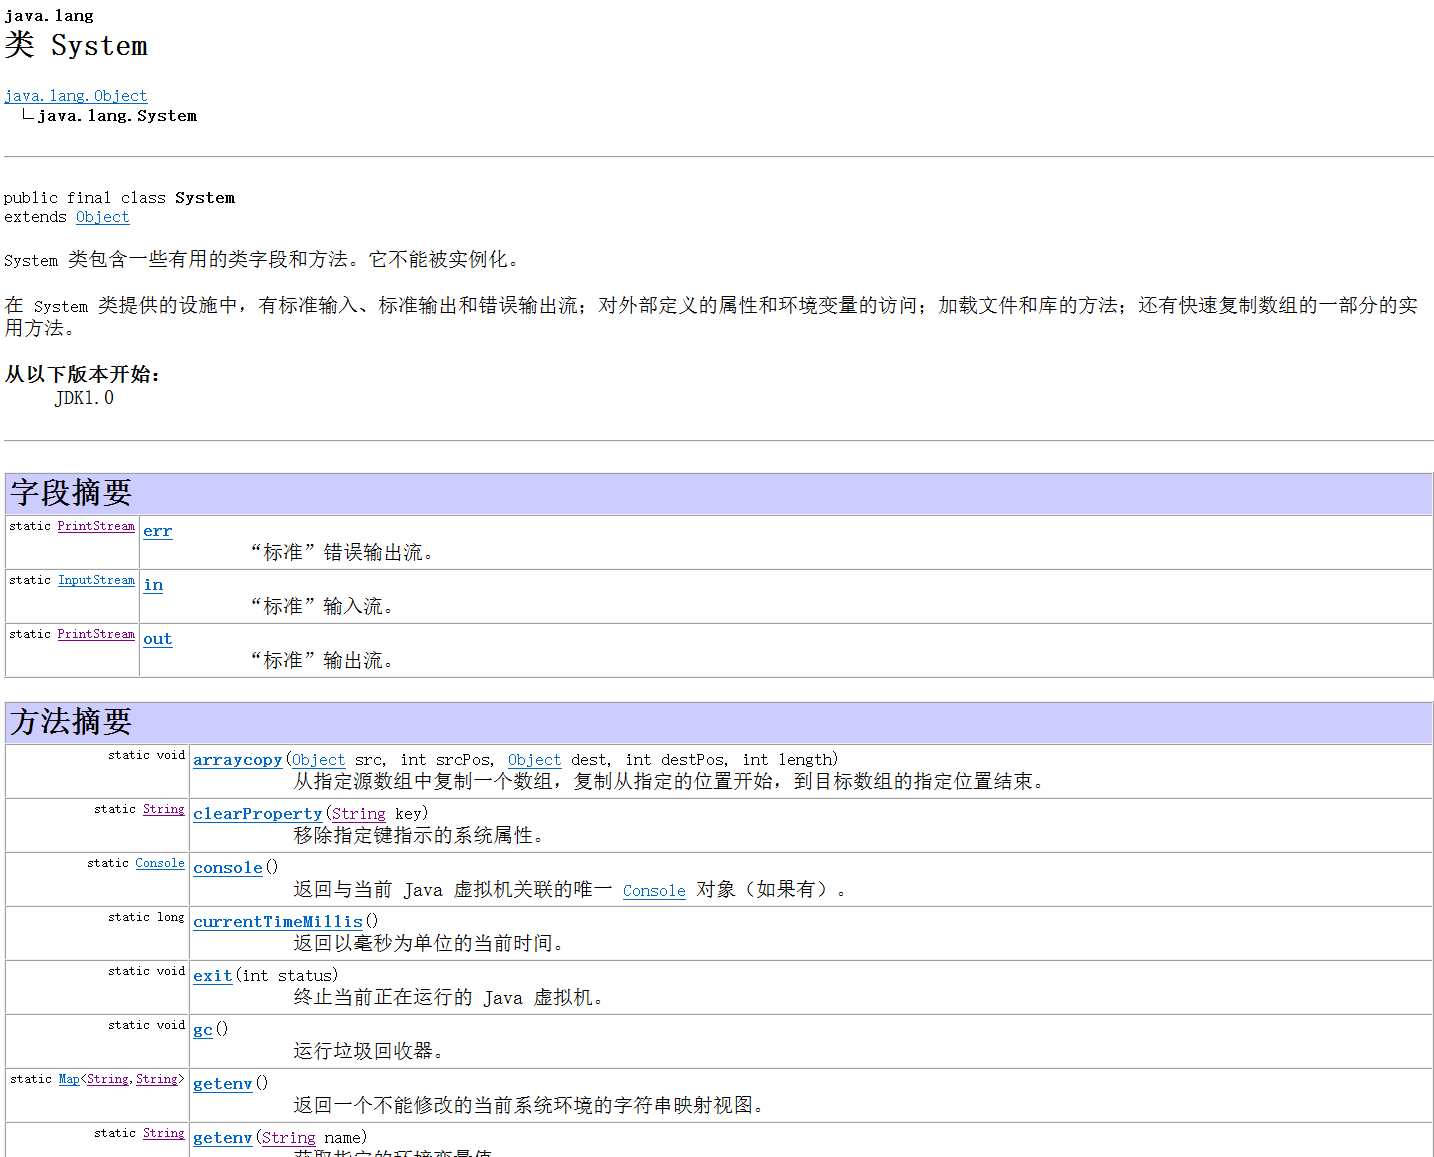 java.lang
类 System
java.lang.Object
java.lang.System
public final class System
extends Object
System 类包含一些有用的类字段和方法。它不能被实例化。
在 System 类提供的设施中，有标准输入、标准输出和错误输出流；对外部定义的属性和环境变量的访问；加载文件和库的方法；还有快速复制数组的一部分的实
用方法。
从以下版本开始：
JDK1.0
字段摘要
static PrintStream err
“标准”错误输出流。
static InputStream in
“标准”输入流。
static PrintStream out
“标准”输出流。
方法摘要
static void arraycopy(Object src, int srcPos, Object dest, int destPos, int length)
从指定源数组中复制一个数组，复制从指定的位置开始，到目标数组的指定位置结束。
static String clearProperty(String key)
移除指定键指示的系统属性。
static Console console()
返回与当前 Java 虚拟机关联的唯一 Console 对象（如果有）。
static long currentTimeMillis()
返回以毫秒为单位的当前时间。
static void exit(int status)
终止当前正在运行的 Java 虚拟机。
static void gc()
运行垃圾回收器。
static Map<String,String> getenv()
返回一个不能修改的当前系统环境的字符串映射视图。
static String getenv(String name)
获取指定的环境变量值